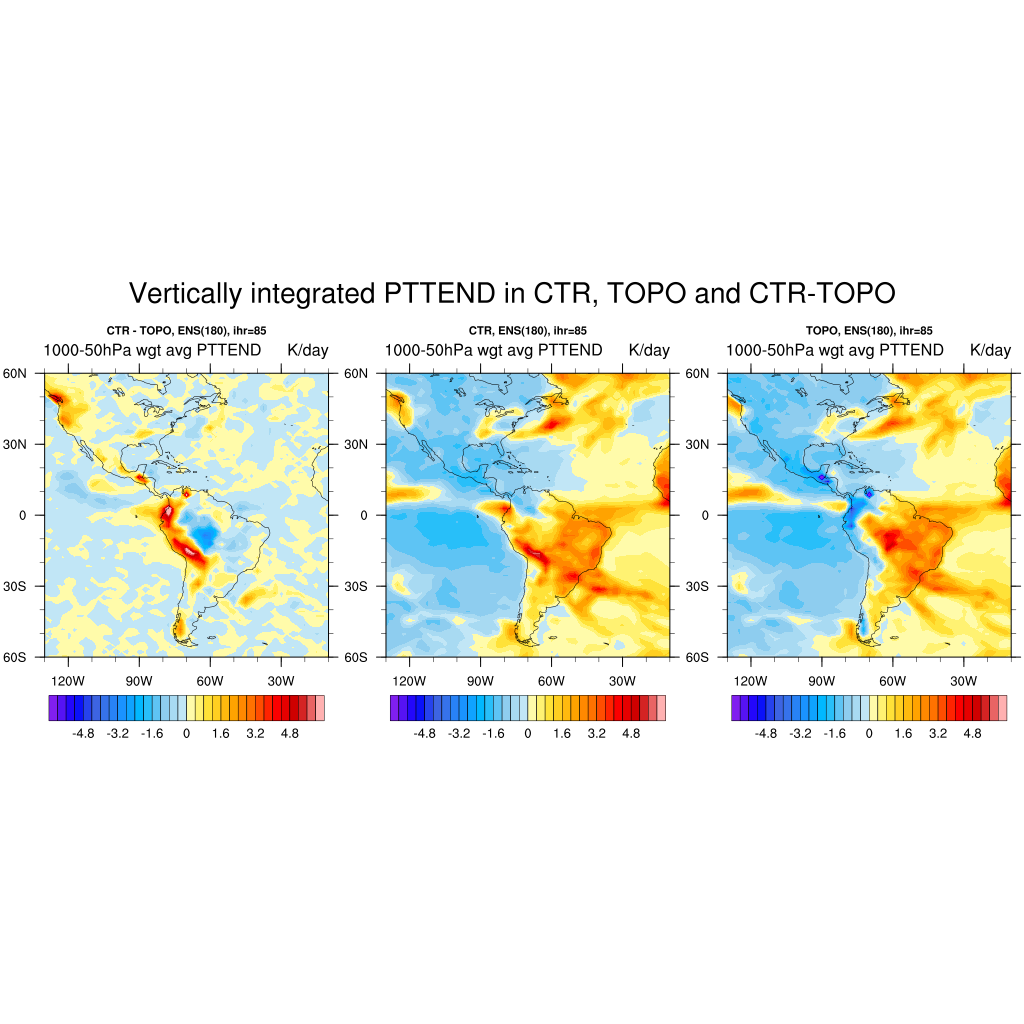 Vertically integrated PTTEND in CTR, TOPO and CTR-TOPO
CTR - TOPO, ENS(180), ihr=85
1000-50hPa wgt avg PTTEND K/day
60N
30N
0
30S
60S
120W 90W 60W 30W
-4.8 -3.2 -1.6 0 1.6 3.2 4.8
CTR, ENS(180), ihr=85
1000-50hPa wgt avg PTTEND K/day
60N
30N
0
30S
60S
120W 90W 60W 30W
-4.8 -3.2 -1.6 0 1.6 3.2 4.8
TOPO, ENS(180), ihr=85
1000-50hPa wgt avg PTTEND K/day
60N
30N
0
30S
60S
120W 90W 60W 30W
-4.8 -3.2 -1.6 0 1.6 3.2 4.8